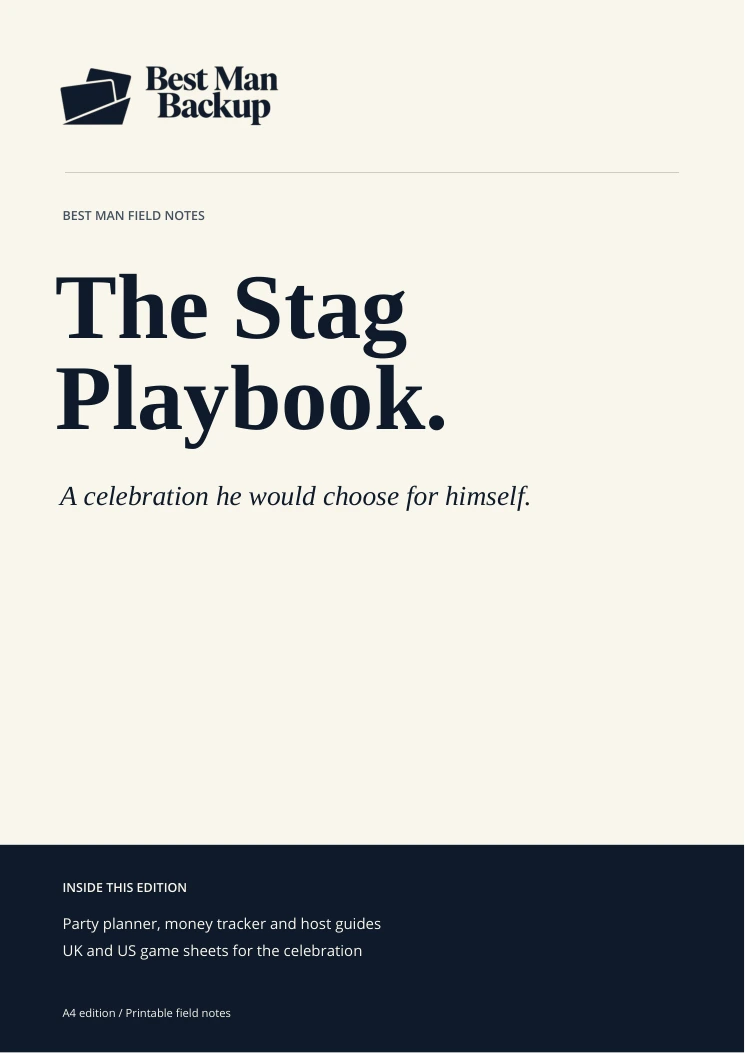 Best Man
Backup
BEST MAN FIELD NOTES
The Stag
Playbook.
A celebration he would choose for himself.
INSIDE THIS EDITION
Party planner, money tracker and host guides
UK and US game sheets for the celebration
A4 edition / Printable field notes